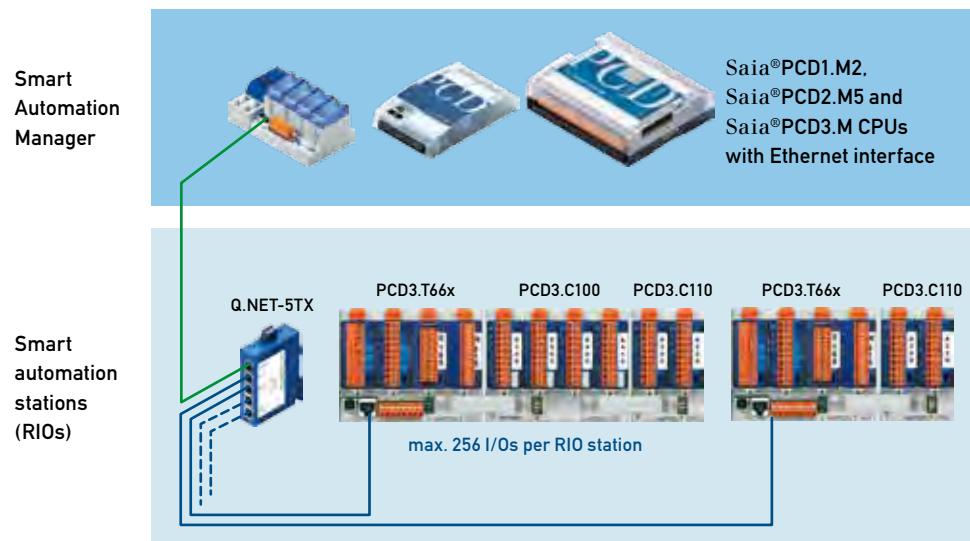 Smart
Automation
Manager
PCD
PCD
Saia®PCD1.M2,
Saia®PCD2.M5 and
Saia®PCD3.M CPUs
with Ethernet interface
Smart
automation
stations
(RIOs)
Q.NET-5TX
PCD3.T66x
PCD3.C100
PCD3.C110
PCD3.T66x
PCD3.C110
max. 256 I/Os per RIO station